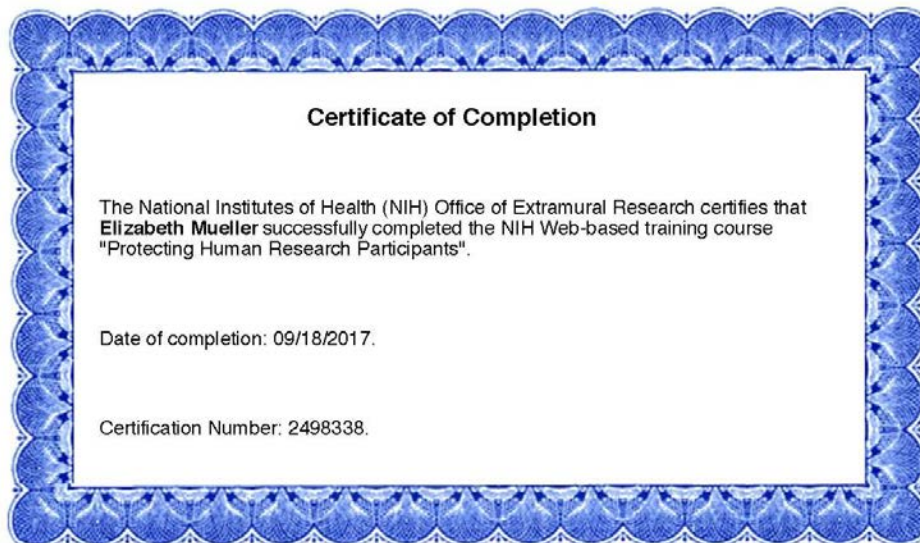 Certificate of Completion
The National Institutes of Health (NIH) Office of Extramural Research certifies that
Elizabeth Mueller successfully completed the NIH Web-based training course
"Protecting Human Research Participants".
Date of completion: 09/18/2017.
Certification Number: 2498338.